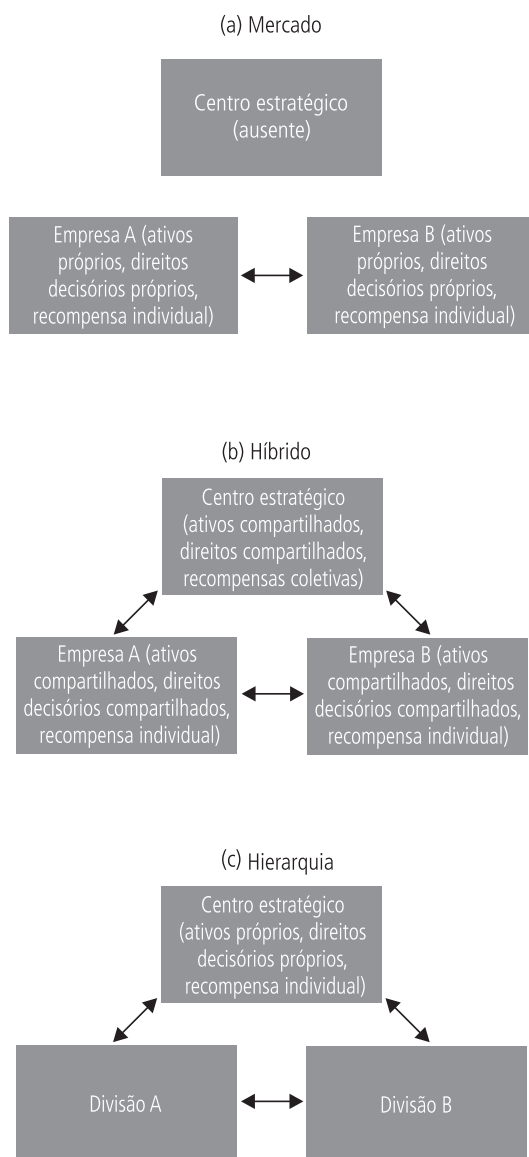 (a) Mercado
Centro estratégico
(ausente)
Empresa A (ativos
próprios, direitos
decisórios próprios,
recompensa individual)
Empresa B (ativos
próprios, direitos
decisórios próprios,
recompensa individual)
(b) Híbrido
Centro estratégico
(ativos compartilhados,
direitos compartilhados,
recompensas coletivas)
Empresa A (ativos
compartilhados, direitos
decisórios compartilhados,
recompensa individual)
Empresa B (ativos
compartilhados, direitos
decisórios compartilhados,
recompensa individual)
(c) Hierarquia
Centro estratégico
(ativos próprios, direitos
decisórios próprios,
recompensa individual)
Divisão A
Divisão B